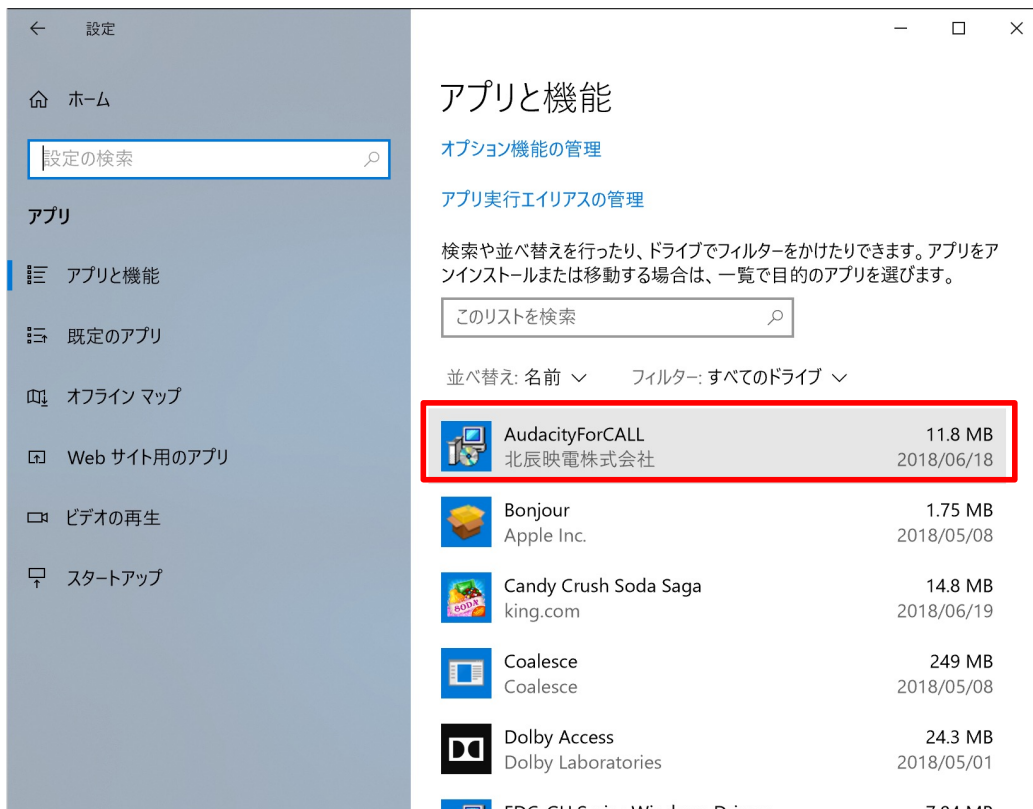 設定
ホーム
設定の検索
アプリ
アプリと機能
既定のアプリ
オフライン マップ
Web サイト用のアプリ
ビデオの再生
スタートアップ
アプリと機能
オプション機能の管理
アプリ実行エイリアスの管理
検索や並べ替えを行ったり、ドライブでフィルターをかけたりできます。アプリをア
ンインストールまたは移動する場合は、一覧で目的のアプリを選びます。
このリストを検索
並べ替え: 名前 フィルター: すべてのドライブ
AudacityForCALL 11.8 MB
北辰映電株式会社 2018/06/18
Bonjour 1.75 MB
Apple Inc. 2018/05/08
Candy Crush Soda Saga 14.8 MB
king.com 2018/06/19
Coalesce 249 MB
Coalesce 2018/05/08
Dolby Access 24.3 MB
Dolby Laboratories 2018/05/01